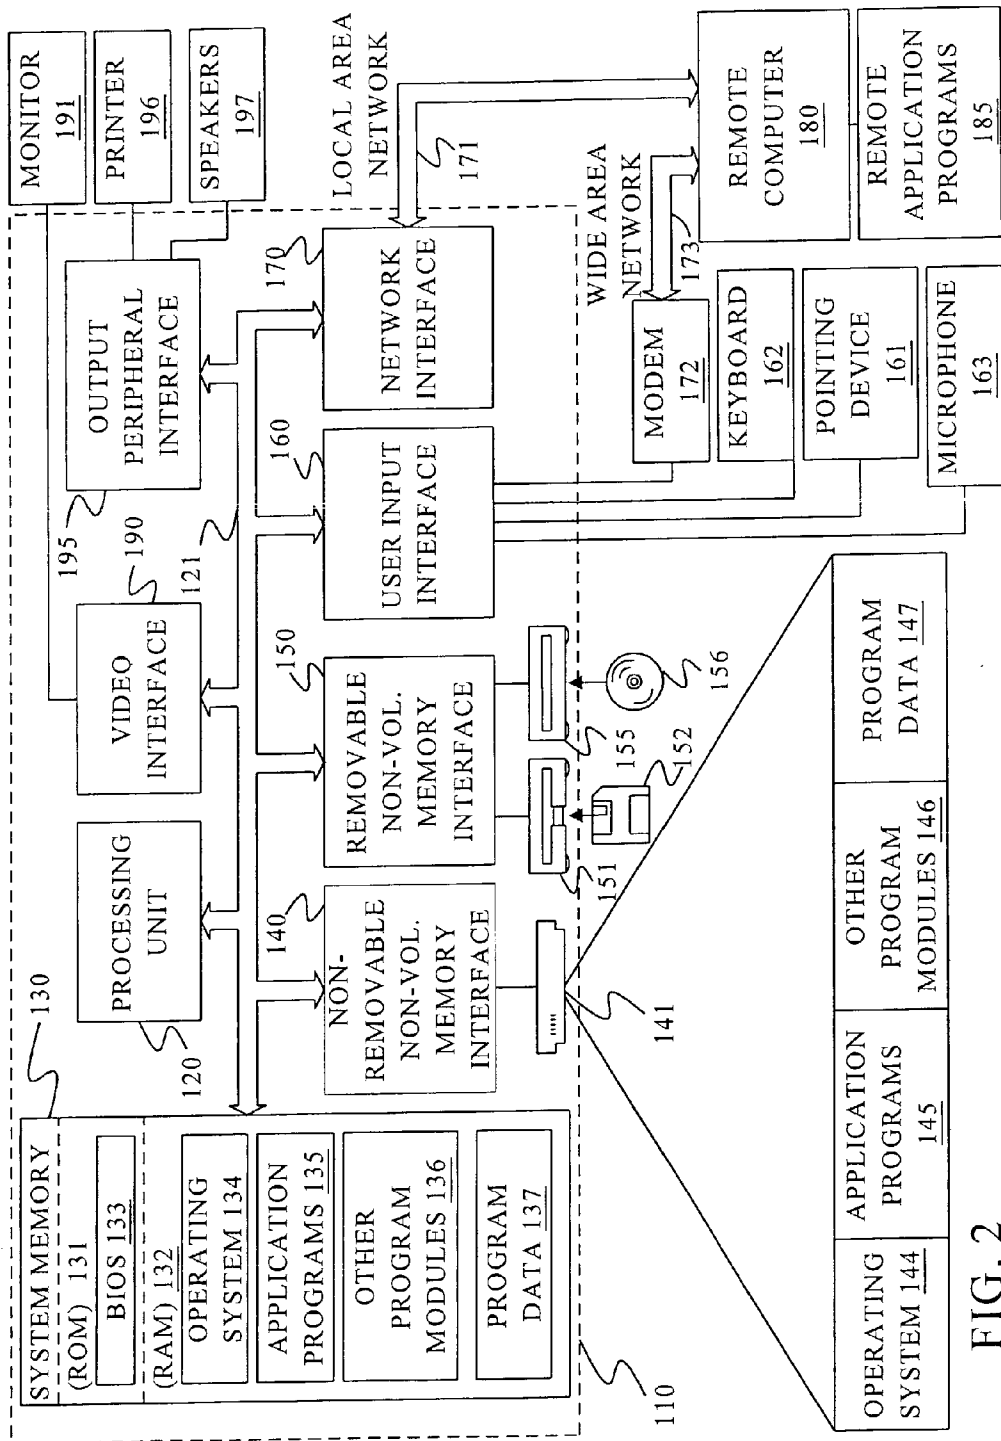 SYSTEM MEMORY
130
(ROM) 131
BIOS 133
(RAM) 132
OPERATING
SYSTEM 134
APPLICATION
PROGRAMS 135
OTHER
PROGRAM
MODULES 136
PROGRAM
DATA 137
110
PROCESSING
UNIT
120
VIDEO
INTERFACE
190
OUTPUT
PERIPHERAL
INTERFACE
195
121
MONITOR
191
PRINTER
196
SPEAKERS
197
NON-
REMOVABLE
NON-VOL.
MEMORY
INTERFACE
140
REMOVABLE
NON-VOL.
MEMORY
INTERFACE
150
USER INPUT
INTERFACE
160
NETWORK
INTERFACE
170
LOCAL AREA
NETWORK
171
WIDE AREA
NETWORK
173
141
151
152
155
156
MODEM
172
KEYBOARD
162
POINTING
DEVICE
161
MICROPHONE
163
REMOTE
COMPUTER
180
REMOTE
APPLICATION
PROGRAMS
185
OPERATING
SYSTEM 144
APPLICATION
PROGRAMS
145
OTHER
PROGRAM
MODULES 146
PROGRAM
DATA 147
FIG. 2